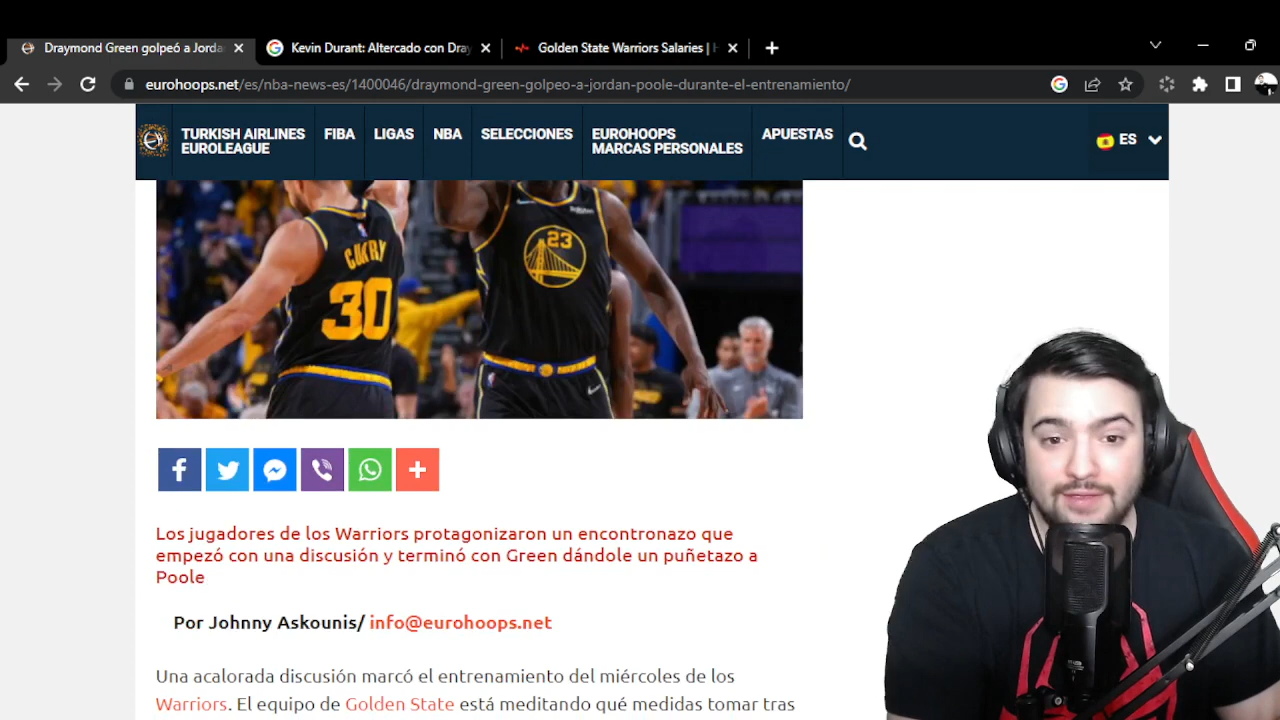 Draymond Green golpeó a Jorda
Kevin Durant: Altercado con Dray
Golden State Warriors Salaries | H
eurohoops.net/es/nba-news-es/1400046/draymond-green-golpeo-a-jordan-poole-durante-el-entrenamiento/
TURKISH AIRLINES EUROLEAGUE
FIBA
LIGAS
NBA
SELECCIONES
EUROHOOPS MARCAS PERSONALES
APUESTAS
ES
CURRY
30
23
Los jugadores de los Warriors protagonizaron un encontronazo que
empezó con una discusión y terminó con Green dándole un puñetazo a
Poole
Por Johnny Askounis/ info@eurohoops.net
Una acalorada discusión marcó el entrenamiento del miércoles de los
Warriors. El equipo de Golden State está meditando qué medidas tomar tras